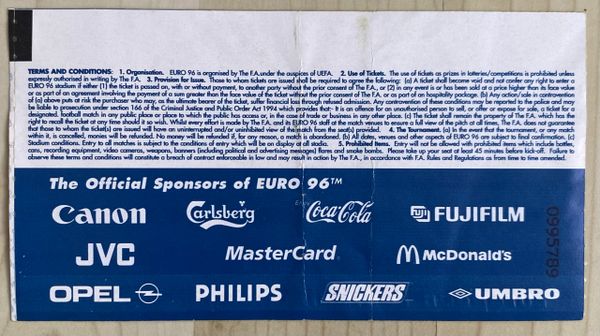 TERMS AND CONDITIONS: 1. Organisation. EURO 96 is organised by The F.A. under the auspices of UEFA. 2. Use of Tickets. The use of tickets as prizes in lotteries/competitions is prohibited unless
expressly authorised in writing by The F.A. 3. Provision for Issue. Those to whom tickets are issued shall be required to agree the following: (a) A ticket shall become void and not confer any right to enter a
EURO 96 stadium if either (1) the ticket is passed on, with or without payment, to another party without the price consent of The F.A., or (2) in any event is or has been sold at a price higher than its face value
or as part of an agreement involving the payment of a sum greater than the face value of the ticket without the price consent of The F.A. or as part of an hospitality package. (b) Any action/sale in contravention
of (a) above puts at risk the purchaser who may, as the ultimate bearer of the ticket, suffer financial loss through refused admission. Any contravention of these may be reported to the police and may
be liable to prosecution under section 166 of the Criminal Justice and Public Order Act 1994 which provides that:- It is an offence for an unauthorised person to sell, or offer or expose for sale, a ticket for a
designated football match in any public place or place to which the public has access or, in the case of trade or business in any other place. (c) The Ticket shall remain the property of The F.A. which has the
right to recall the ticket at any time should it so wish. Whilst every effort is made by The F.A. and its EURO 96 staff at the match venues to ensure a full view of the pitch at all times, The F.A. does not guarantee
that those to whom the ticket(s) are issued will have an uninterrupted and/or uninhibited view of the match from the seat(s) provided. 4. The Tournament. (a) In the event that the tournament, or any match
within it, is cancelled, monies will be refunded. No money will be refunded if, for any reason, a match is abandoned. (b) All dates, venues and other aspects of EURO 96 are subject to final confirmation. (c)
Stadium conditions. Entry to all matches is subject to the conditions of entry which will be on display at all stadia. 5. Prohibited Items. Entry will not be allowed with prohibited items which include bottles,
cans, recording equipment, video cameras, weapons, banners (including political and advertising messages) flares and smoke bombs. Please take up your seat at least 45 minutes before kick-off. Failure to
observe these terms and conditions will constitute a breach of contract enforceable in law and may result in action by The F.A., in accordance with F.A. Rules and Regulations as from time to time amended.
The Official Sponsors of EURO 96™
Canon Carlsberg Coca-Cola FUJI FUJIFILM
JVC MasterCard McDonald's
0995789
OPEL PHILIPS SNICKERS UMBRO